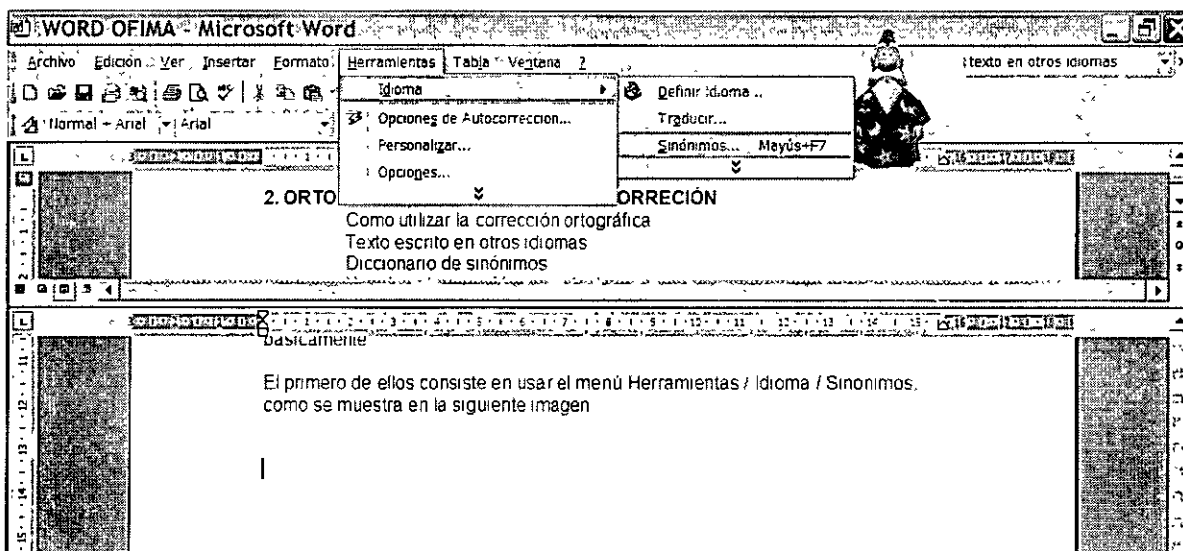 WORD OFIMA - Microsoft Word
Archivo Edición Ver Insertar Formato Herramientas Tabla Ventana ?
texto en otros idiomas
Normal + Arial Arial
Idioma
Opciones de Autocorreccion...
Personalizar...
Opciones...
Definir Idioma ..
Traducir...
Sinónimos... Mayús+F7
2. ORTO
ORRECIÓN
Como utilizar la corrección ortográfica
Texto escrito en otros idiomas
Diccionario de sinónimos
basicamente
El primero de ellos consiste en usar el menú Herramientas / Idioma / Sinonimos,
como se muestra en la siguiente imagen